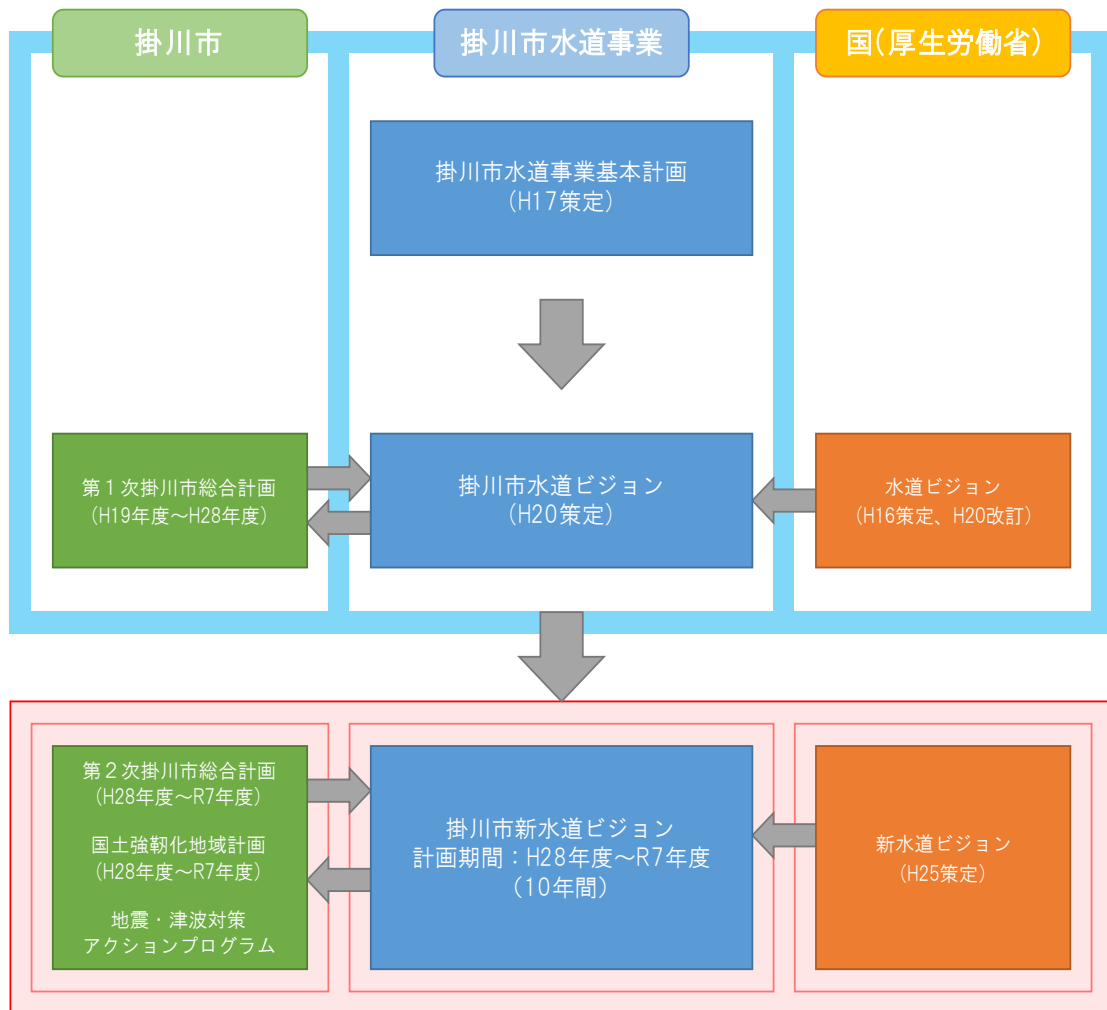 掛川市
掛川市水道事業
国(厚生労働省)
掛川市水道事業基本計画
(H17策定)
第１次掛川市総合計画
(H19年度～H28年度)
掛川市水道ビジョン
(H20策定)
水道ビジョン
(H16策定、H20改訂)
第２次掛川市総合計画
(H28年度～R7年度)
国土強靭化地域計画
(H28年度～R7年度)
地震・津波対策
アクションプログラム
掛川市新水道ビジョン
計画期間：H28年度～R7年度
(10年間)
新水道ビジョン
(H25策定)